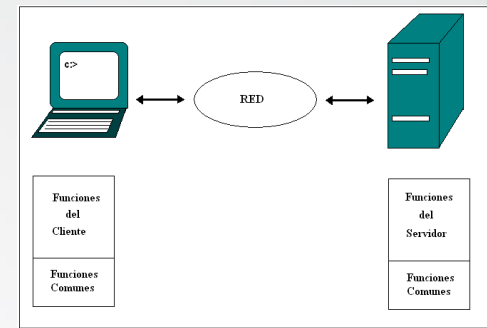 c:>
RED
Funciones
del
Cliente
Funciones
Comunes
Funciones
del
Servidor
Funciones
Comunes